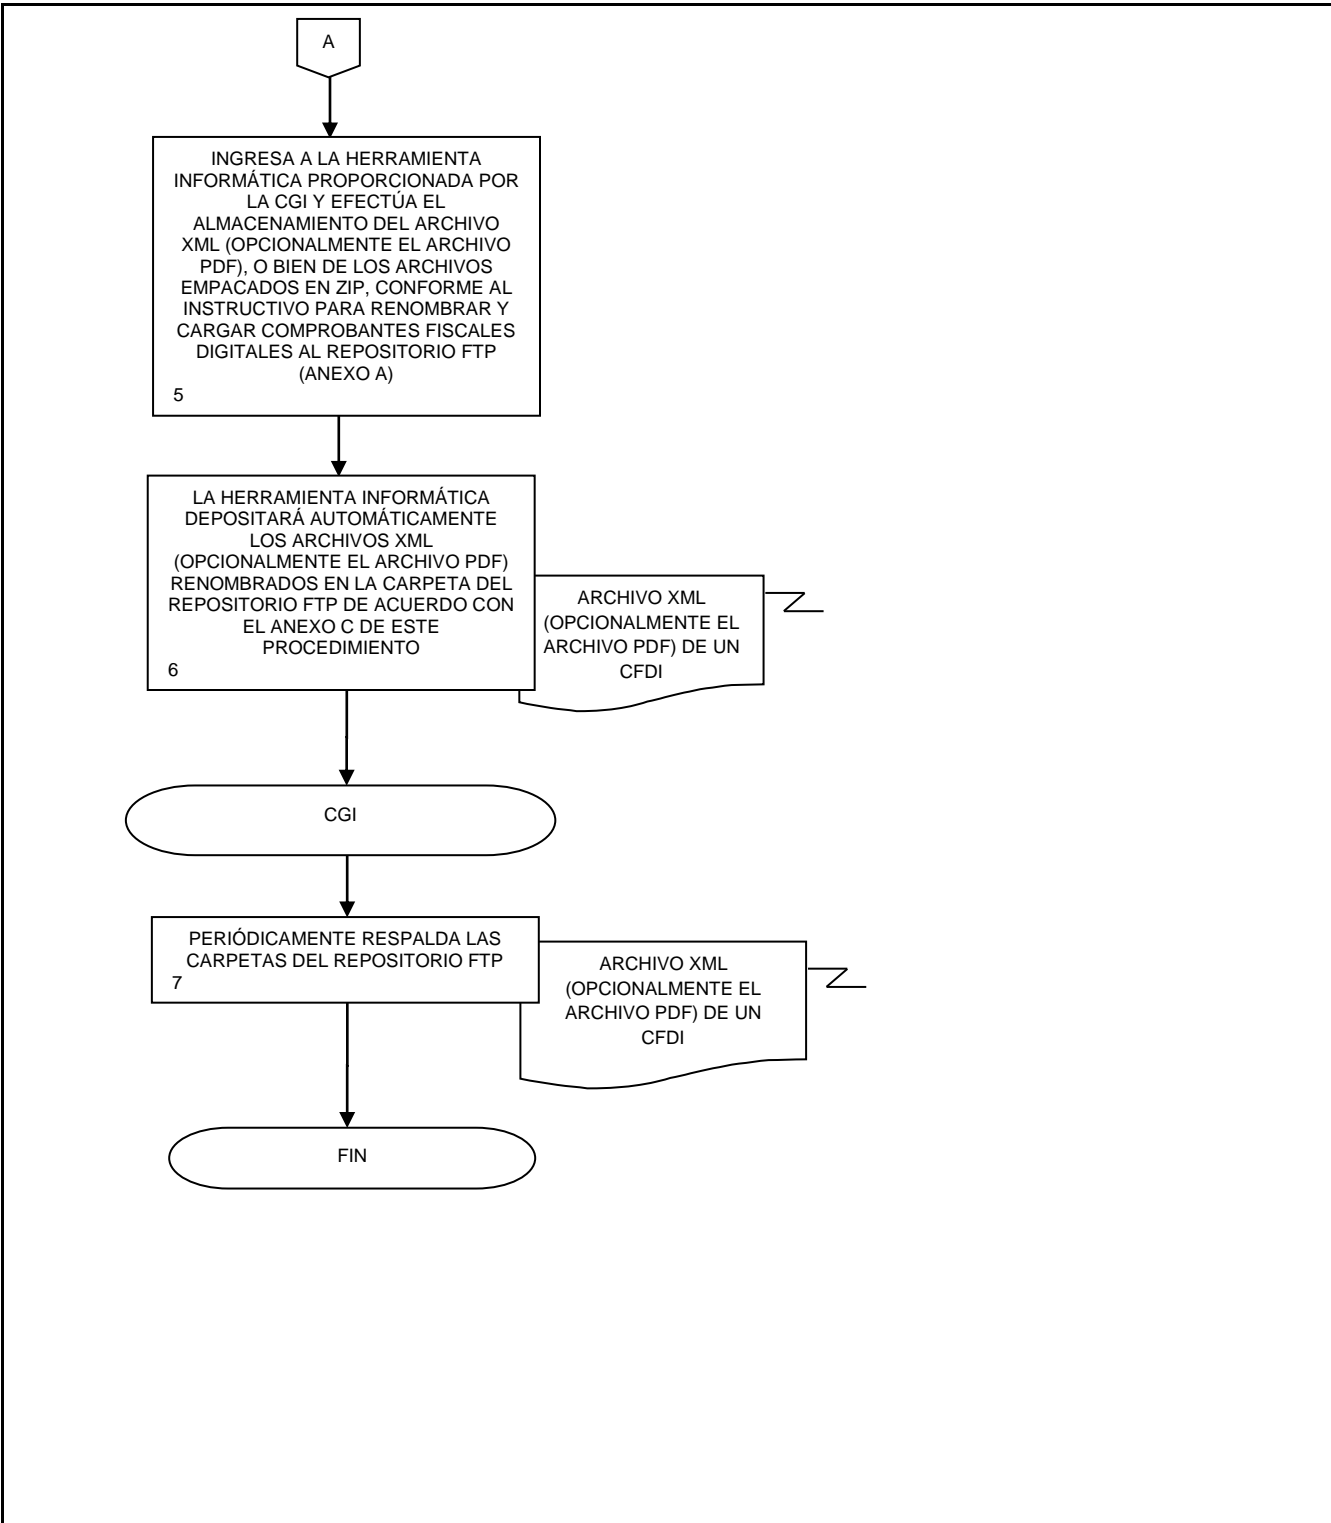 A
INGRESA A LA HERRAMIENTA
INFORMÁTICA PROPORCIONADA POR
LA CGI Y EFECTÚA EL
ALMACENAMIENTO DEL ARCHIVO
XML (OPCIONALMENTE EL ARCHIVO
PDF), O BIEN DE LOS ARCHIVOS
EMPACADOS EN ZIP, CONFORME AL
INSTRUCTIVO PARA RENOMBRAR Y
CARGAR COMPROBANTES FISCALES
DIGITALES AL REPOSITORIO FTP
(ANEXO A)
5
LA HERRAMIENTA INFORMÁTICA
DEPOSITARÁ AUTOMÁTICAMENTE
LOS ARCHIVOS XML
(OPCIONALMENTE EL ARCHIVO PDF)
RENOMBRADOS EN LA CARPETA DEL
REPOSITORIO FTP DE ACUERDO CON
EL ANEXO C DE ESTE
PROCEDIMIENTO
6
ARCHIVO XML
(OPCIONALMENTE EL
ARCHIVO PDF) DE UN
CFDI
CGI
PERIÓDICAMENTE RESPALDA LAS
CARPETAS DEL REPOSITORIO FTP
7
ARCHIVO XML
(OPCIONALMENTE EL
ARCHIVO PDF) DE UN
CFDI
FIN